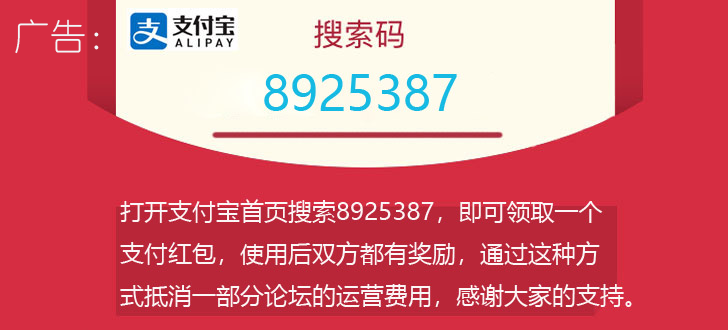 广告：
支付宝
ALIPAY
搜索码
8925387
打开支付宝首页搜索8925387，即可领取一个
支付红包，使用后双方都有奖励，通过这种方
式抵消一部分论坛的运营费用，感谢大家的支持。